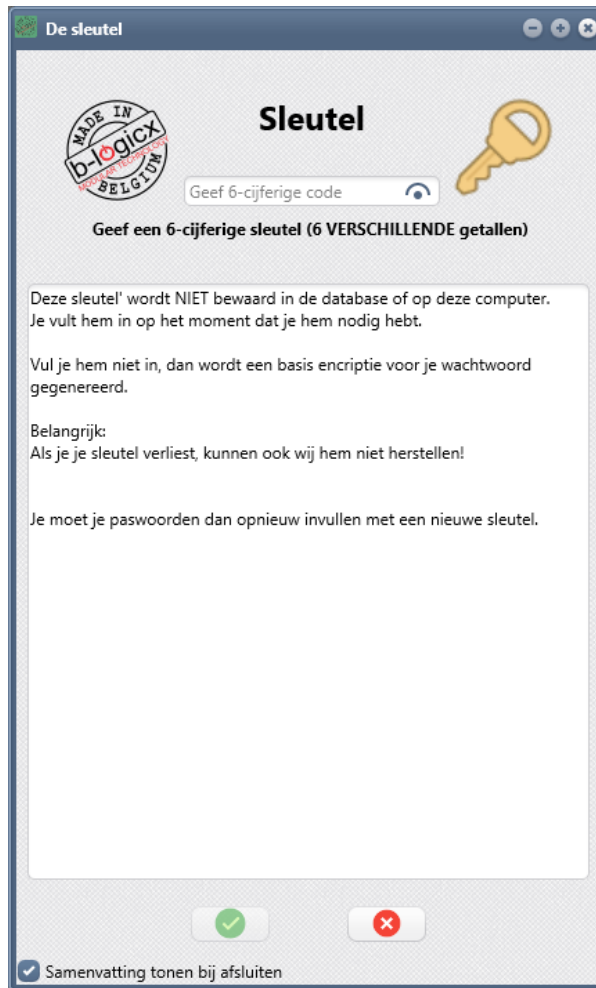 De sleutel
MADE IN
b-logicx
MODULAR TECHNOLOGY
BELGIUM
Sleutel
Geef 6-cijferige code
Geef een 6-cijferige sleutel (6 VERSCHILLENDE getallen)
Deze sleutel' wordt NIET bewaard in de database of op deze computer.
Je vult hem in op het moment dat je hem nodig hebt.
Vul je hem niet in, dan wordt een basis encriptie voor je wachtwoord
gegenereerd.
Belangrijk:
Als je je sleutel verliest, kunnen ook wij hem niet herstellen!
Je moet je paswoorden dan opnieuw invullen met een nieuwe sleutel.
Samenvatting tonen bij afsluiten